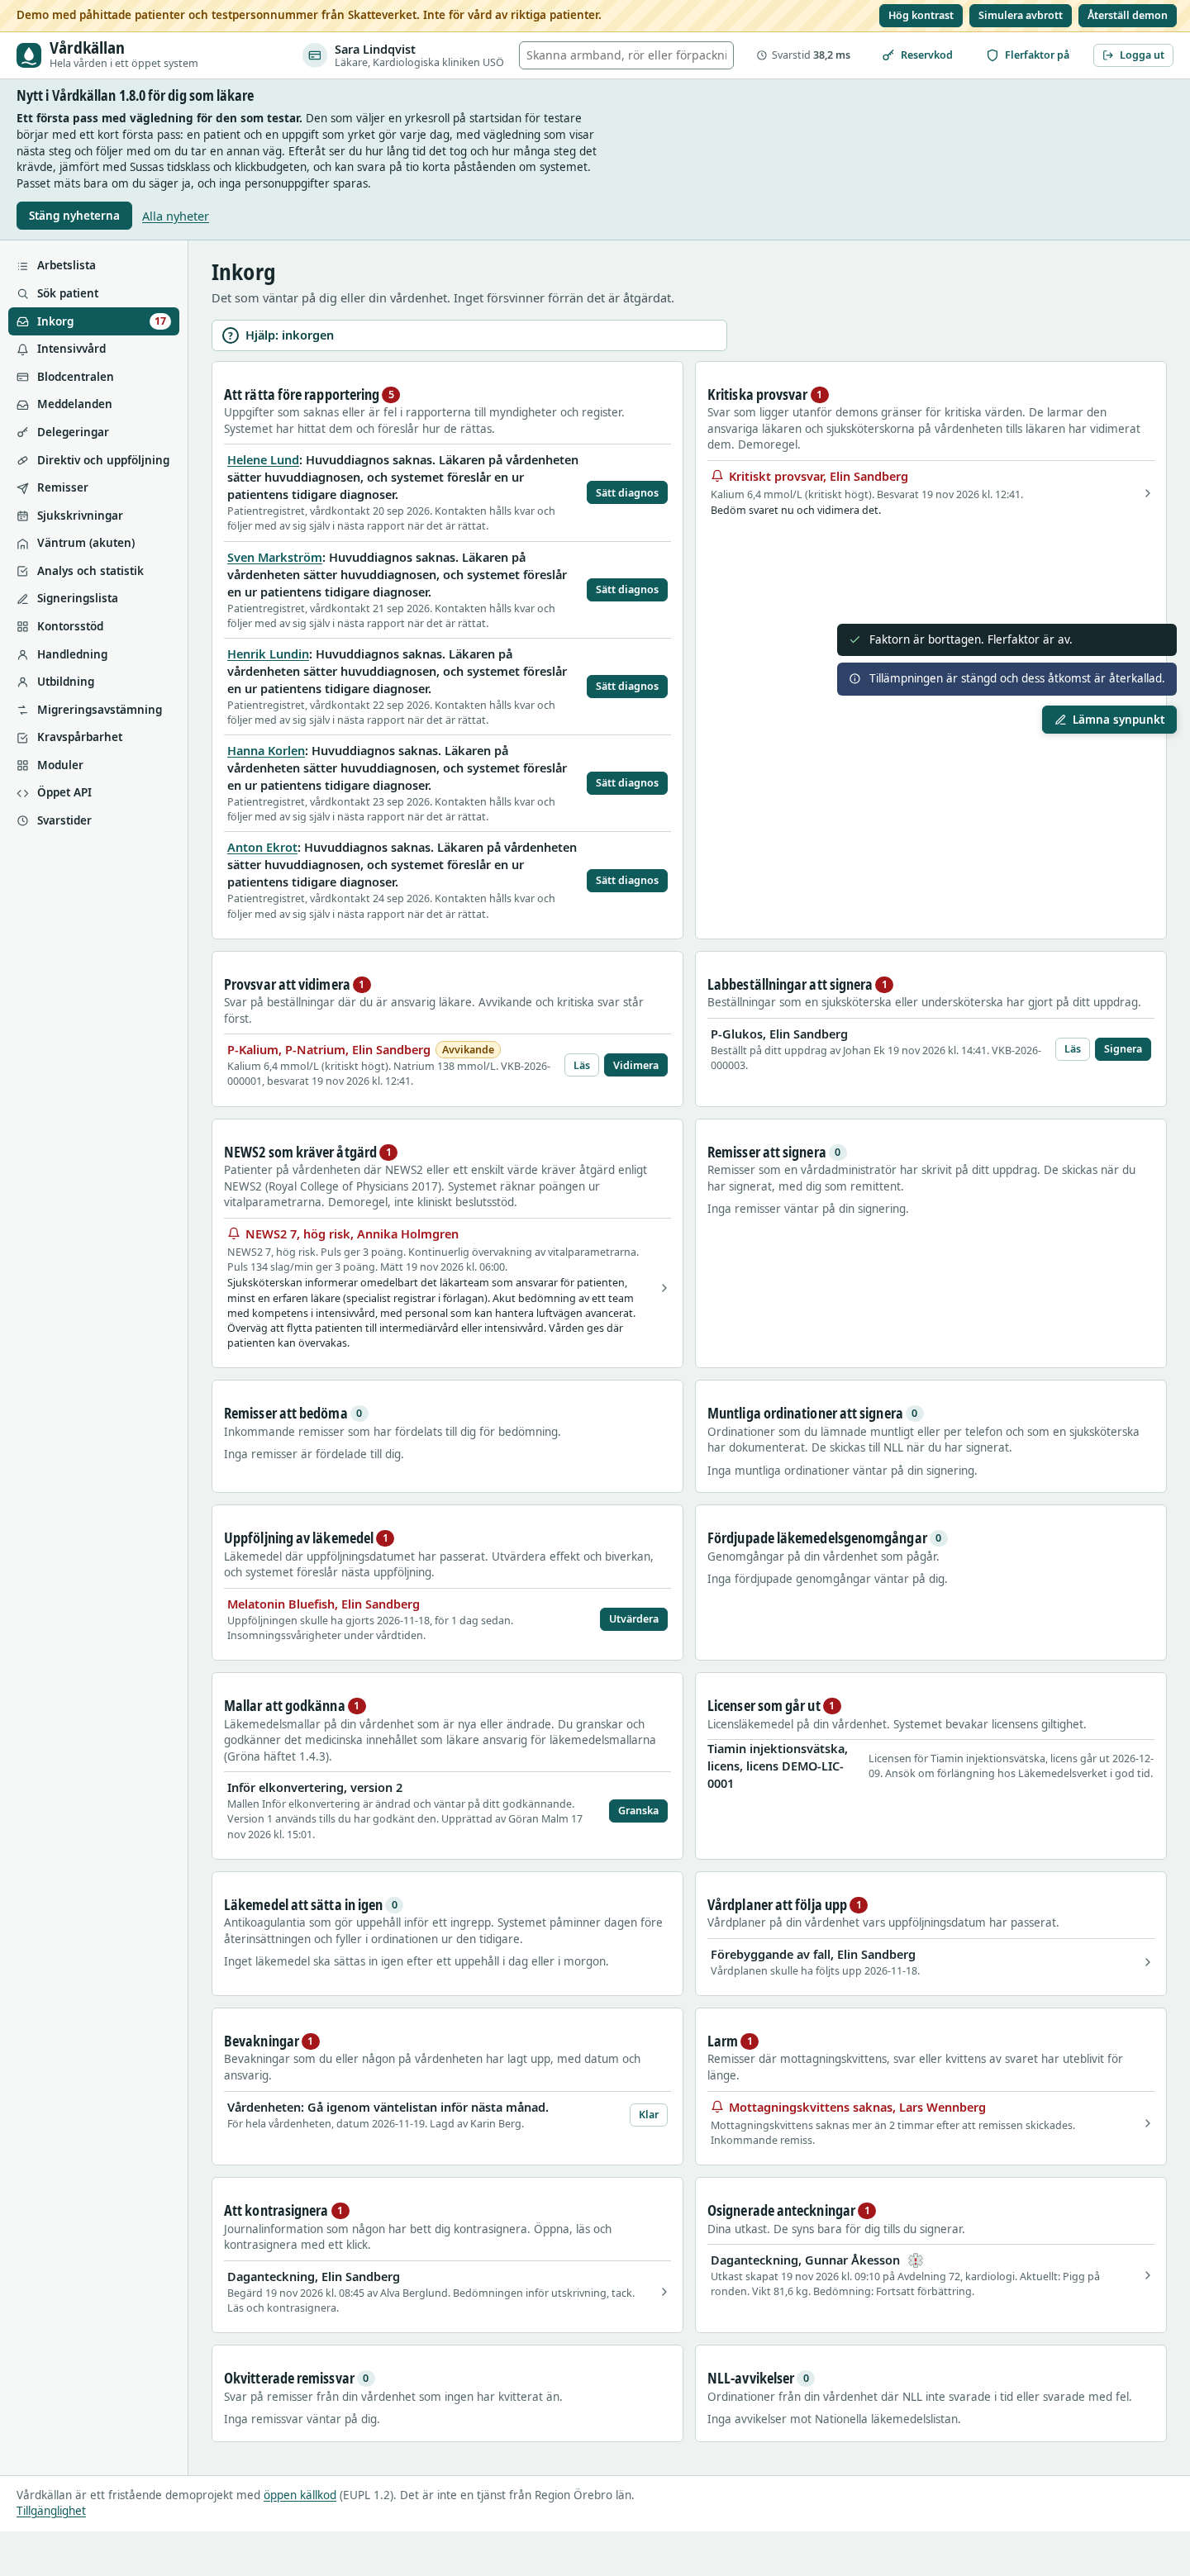 Demo med påhittade patienter och testpersonnummer från Skatteverket. Inte för vård av riktiga patienter.
Hög kontrast
Simulera avbrott
Återställ demon
Vårdkällan
Hela vården i ett öppet system
Sara Lindqvist
Läkare, Kardiologiska kliniken USÖ
Skanna armband, rör eller förpackni
Svarstid 38,2 ms
Reservkod
Flerfaktor på
Logga ut
Nytt i Vårdkällan 1.8.0 för dig som läkare
Ett första pass med vägledning för den som testar. Den som väljer en yrkesroll på startsidan för testare
börjar med ett kort första pass: en patient och en uppgift som yrket gör varje dag, med vägledning som visar
nästa steg och följer med om du tar en annan väg. Efteråt ser du hur lång tid det tog och hur många steg det
krävde, jämfört med Sussas tidsklass och klickbudgeten, och kan svara på tio korta påståenden om systemet.
Passet mäts bara om du säger ja, och inga personuppgifter sparas.
Stäng nyheterna
Alla nyheter
Arbetslista
Sök patient
Inkorg
17
Intensivvård
Blodcentralen
Meddelanden
Delegeringar
Direktiv och uppföljning
Remisser
Sjukskrivningar
Väntrum (akuten)
Analys och statistik
Signeringslista
Kontorsstöd
Handledning
Utbildning
Migreringsavstämning
Kravspårbarhet
Moduler
Öppet API
Svarstider
Inkorg
Det som väntar på dig eller din vårdenhet. Inget försvinner förrän det är åtgärdat.
? Hjälp: inkorgen
Att rätta före rapportering 5
Uppgifter som saknas eller är fel i rapporterna till myndigheter och register.
Systemet har hittat dem och föreslår hur de rättas.
Helene Lund: Huvuddiagnos saknas. Läkaren på vårdenheten
sätter huvuddiagnosen, och systemet föreslår en ur
patientens tidigare diagnoser.
Patientregistret, vårdkontakt 20 sep 2026. Kontakten hålls kvar och
följer med av sig själv i nästa rapport när det är rättat.
Sätt diagnos
Sven Markström: Huvuddiagnos saknas. Läkaren på
vårdenheten sätter huvuddiagnosen, och systemet föreslår
en ur patientens tidigare diagnoser.
Patientregistret, vårdkontakt 21 sep 2026. Kontakten hålls kvar och
följer med av sig själv i nästa rapport när det är rättat.
Sätt diagnos
Henrik Lundin: Huvuddiagnos saknas. Läkaren på
vårdenheten sätter huvuddiagnosen, och systemet föreslår
en ur patientens tidigare diagnoser.
Patientregistret, vårdkontakt 22 sep 2026. Kontakten hålls kvar och
följer med av sig själv i nästa rapport när det är rättat.
Sätt diagnos
Hanna Korlen: Huvuddiagnos saknas. Läkaren på
vårdenheten sätter huvuddiagnosen, och systemet föreslår
en ur patientens tidigare diagnoser.
Patientregistret, vårdkontakt 23 sep 2026. Kontakten hålls kvar och
följer med av sig själv i nästa rapport när det är rättat.
Sätt diagnos
Anton Ekrot: Huvuddiagnos saknas. Läkaren på vårdenheten
sätter huvuddiagnosen, och systemet föreslår en ur
patientens tidigare diagnoser.
Patientregistret, vårdkontakt 24 sep 2026. Kontakten hålls kvar och
följer med av sig själv i nästa rapport när det är rättat.
Sätt diagnos
Kritiska provsvar 1
Svar som ligger utanför demons gränser för kritiska värden. De larmar den
ansvariga läkaren och sjuksköterskorna på vårdenheten tills läkaren har vidimerat
dem. Demoregel.
Kritiskt provsvar, Elin Sandberg
Kalium 6,4 mmol/L (kritiskt högt). Besvarat 19 nov 2026 kl. 12:41.
Bedöm svaret nu och vidimera det.
Faktorn är borttagen. Flerfaktor är av.
Tillämpningen är stängd och dess åtkomst är återkallad.
Lämna synpunkt
Provsvar att vidimera 1
Svar på beställningar där du är ansvarig läkare. Avvikande och kritiska svar står
först.
P-Kalium, P-Natrium, Elin Sandberg Avvikande
Kalium 6,4 mmol/L (kritiskt högt). Natrium 138 mmol/L. VKB-2026-
000001, besvarat 19 nov 2026 kl. 12:41.
Läs
Vidimera
Labbeställningar att signera 1
Beställningar som en sjuksköterska eller undersköterska har gjort på ditt uppdrag.
P-Glukos, Elin Sandberg
Beställt på ditt uppdrag av Johan Ek 19 nov 2026 kl. 14:41. VKB-2026-
000003.
Läs
Signera
NEWS2 som kräver åtgärd 1
Patienter på vårdenheten där NEWS2 eller ett enskilt värde kräver åtgärd enligt
NEWS2 (Royal College of Physicians 2017). Systemet räknar poängen ur
vitalparametrarna. Demoregel, inte kliniskt beslutsstöd.
NEWS2 7, hög risk, Annika Holmgren
NEWS2 7, hög risk. Puls ger 3 poäng. Kontinuerlig övervakning av vitalparametrarna.
Puls 134 slag/min ger 3 poäng. Mätt 19 nov 2026 kl. 06:00.
Sjuksköterskan informerar omedelbart det läkarteam som ansvarar för patienten,
minst en erfaren läkare (specialist registrar i förlagan). Akut bedömning av ett team
med kompetens i intensivvård, med personal som kan hantera luftvägen avancerat.
Överväg att flytta patienten till intermediärvård eller intensivvård. Vården ges där
patienten kan övervakas.
Remisser att signera 0
Remisser som en vårdadministratör har skrivit på ditt uppdrag. De skickas när du
har signerat, med dig som remittent.
Inga remisser väntar på din signering.
Remisser att bedöma 0
Inkommande remisser som har fördelats till dig för bedömning.
Inga remisser är fördelade till dig.
Muntliga ordinationer att signera 0
Ordinationer som du lämnade muntligt eller per telefon och som en sjuksköterska
har dokumenterat. De skickas till NLL när du har signerat.
Inga muntliga ordinationer väntar på din signering.
Uppföljning av läkemedel 1
Läkemedel där uppföljningsdatumet har passerat. Utvärdera effekt och biverkan,
och systemet föreslår nästa uppföljning.
Melatonin Bluefish, Elin Sandberg
Uppföljningen skulle ha gjorts 2026-11-18, för 1 dag sedan.
Insomningssvårigheter under vårdtiden.
Utvärdera
Fördjupade läkemedelsgenomgångar 0
Genomgångar på din vårdenhet som pågår.
Inga fördjupade genomgångar väntar på dig.
Mallar att godkänna 1
Läkemedelsmallar på din vårdenhet som är nya eller ändrade. Du granskar och
godkänner det medicinska innehållet som läkare ansvarig för läkemedelsmallarna
(Gröna häftet 1.4.3).
Inför elkonvertering, version 2
Mallen Inför elkonvertering är ändrad och väntar på ditt godkännande.
Version 1 används tills du har godkänt den. Upprättad av Göran Malm 17
nov 2026 kl. 15:01.
Granska
Licenser som går ut 1
Licensläkemedel på din vårdenhet. Systemet bevakar licensens giltighet.
Tiamin injektionsvätska,
licens, licens DEMO-LIC-
0001
Licensen för Tiamin injektionsvätska, licens går ut 2026-12-
09. Ansök om förlängning hos Läkemedelsverket i god tid.
Läkemedel att sätta in igen 0
Antikoagulantia som gör uppehåll inför ett ingrepp. Systemet påminner dagen före
återinsättningen och fyller i ordinationen ur den tidigare.
Inget läkemedel ska sättas in igen efter ett uppehåll i dag eller i morgon.
Vårdplaner att följa upp 1
Vårdplaner på din vårdenhet vars uppföljningsdatum har passerat.
Förebyggande av fall, Elin Sandberg
Vårdplanen skulle ha följts upp 2026-11-18.
Bevakningar 1
Bevakningar som du eller någon på vårdenheten har lagt upp, med datum och
ansvarig.
Vårdenheten: Gå igenom väntelistan inför nästa månad.
För hela vårdenheten, datum 2026-11-19. Lagd av Karin Berg.
Klar
Larm 1
Remisser där mottagningskvittens, svar eller kvittens av svaret har uteblivit för
länge.
Mottagningskvittens saknas, Lars Wennberg
Mottagningskvittens saknas mer än 2 timmar efter att remissen skickades.
Inkommande remiss.
Att kontrasignera 1
Journalinformation som någon har bett dig kontrasignera. Öppna, läs och
kontrasignera med ett klick.
Daganteckning, Elin Sandberg
Begärd 19 nov 2026 kl. 08:45 av Alva Berglund. Bedömningen inför utskrivning, tack.
Läs och kontrasignera.
Osignerade anteckningar 1
Dina utkast. De syns bara för dig tills du signerar.
Daganteckning, Gunnar Åkesson
Utkast skapat 19 nov 2026 kl. 09:10 på Avdelning 72, kardiologi. Aktuellt: Pigg på
ronden. Vikt 81,6 kg. Bedömning: Fortsatt förbättring.
Okvitterade remissvar 0
Svar på remisser från din vårdenhet som ingen har kvitterat än.
Inga remissvar väntar på dig.
NLL-avvikelser 0
Ordinationer från din vårdenhet där NLL inte svarade i tid eller svarade med fel.
Inga avvikelser mot Nationella läkemedelslistan.
Vårdkällan är ett fristående demoprojekt med öppen källkod (EUPL 1.2). Det är inte en tjänst från Region Örebro län.
Tillgänglighet